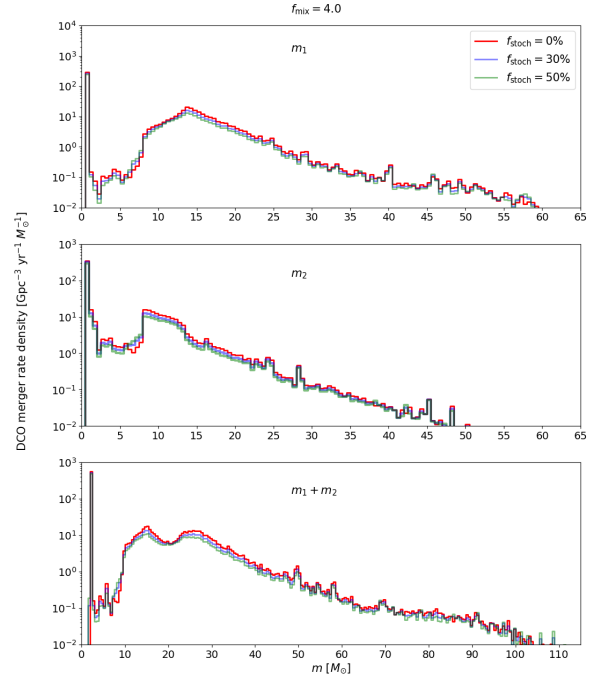 f_mix = 4.0
10^4
10^3
10^2
10^1
10^0
10^−1
10^−2
m_1
f_stoch = 0%
f_stoch = 30%
f_stoch = 50%
0 5 10 15 20 25 30 35 40 45 50 55 60 65
DCO merger rate density [Gpc^−3 yr^−1 M_⊙^−1]
10^3
10^2
10^1
10^0
10^−1
10^−2
m_2
0 5 10 15 20 25 30 35 40 45 50 55 60 65
10^3
10^2
10^1
10^0
10^−1
10^−2
m_1 + m_2
0 10 20 30 40 50 60 70 80 90 100 110
m [M_⊙]